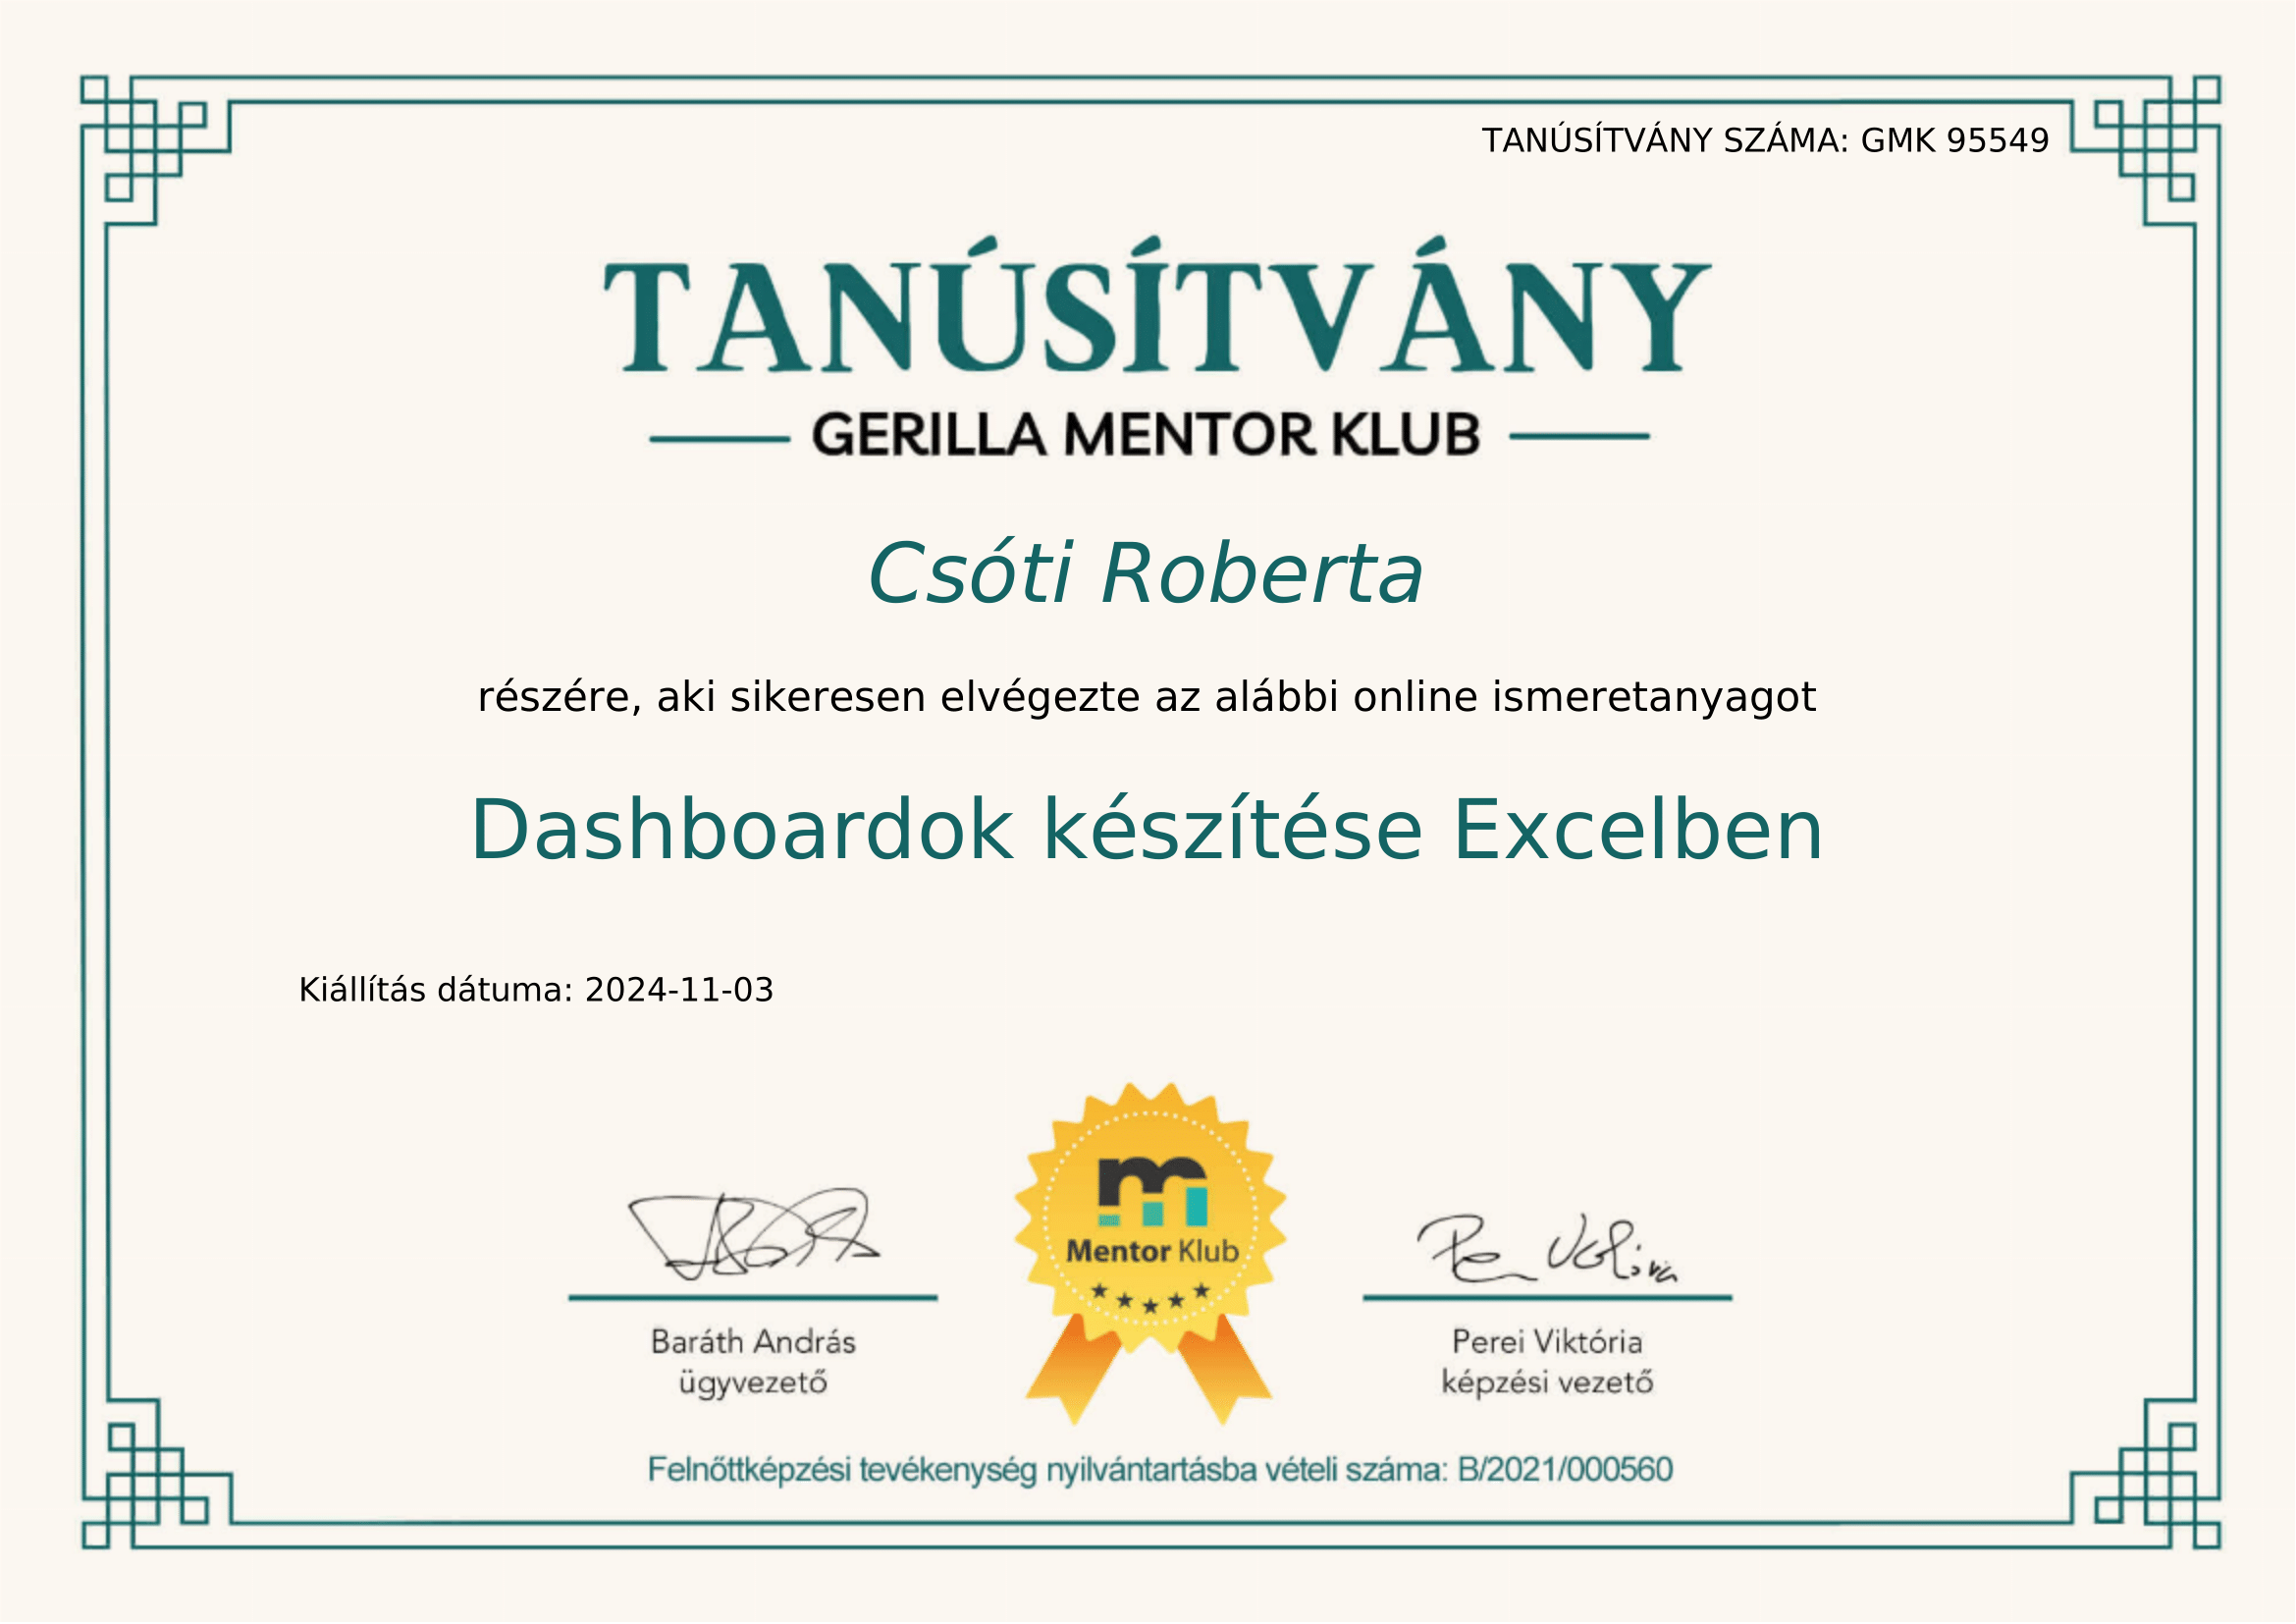 TANÚSÍTVÁNY SZÁMA: GMK 95549
TANÚSÍTVÁNY
GERILLA MENTOR KLUB
Csóti Roberta
részére, aki sikeresen elvégezte az alábbi online ismeretanyagot
Dashboardok készítése Excelben
Kiállítás dátuma: 2024-11-03
Mentor Klub
Baráth András
ügyvezető
Perei Viktória
képzési vezető
Felnőttképzési tevékenység nyilvántartásba vételi száma: B/2021/000560